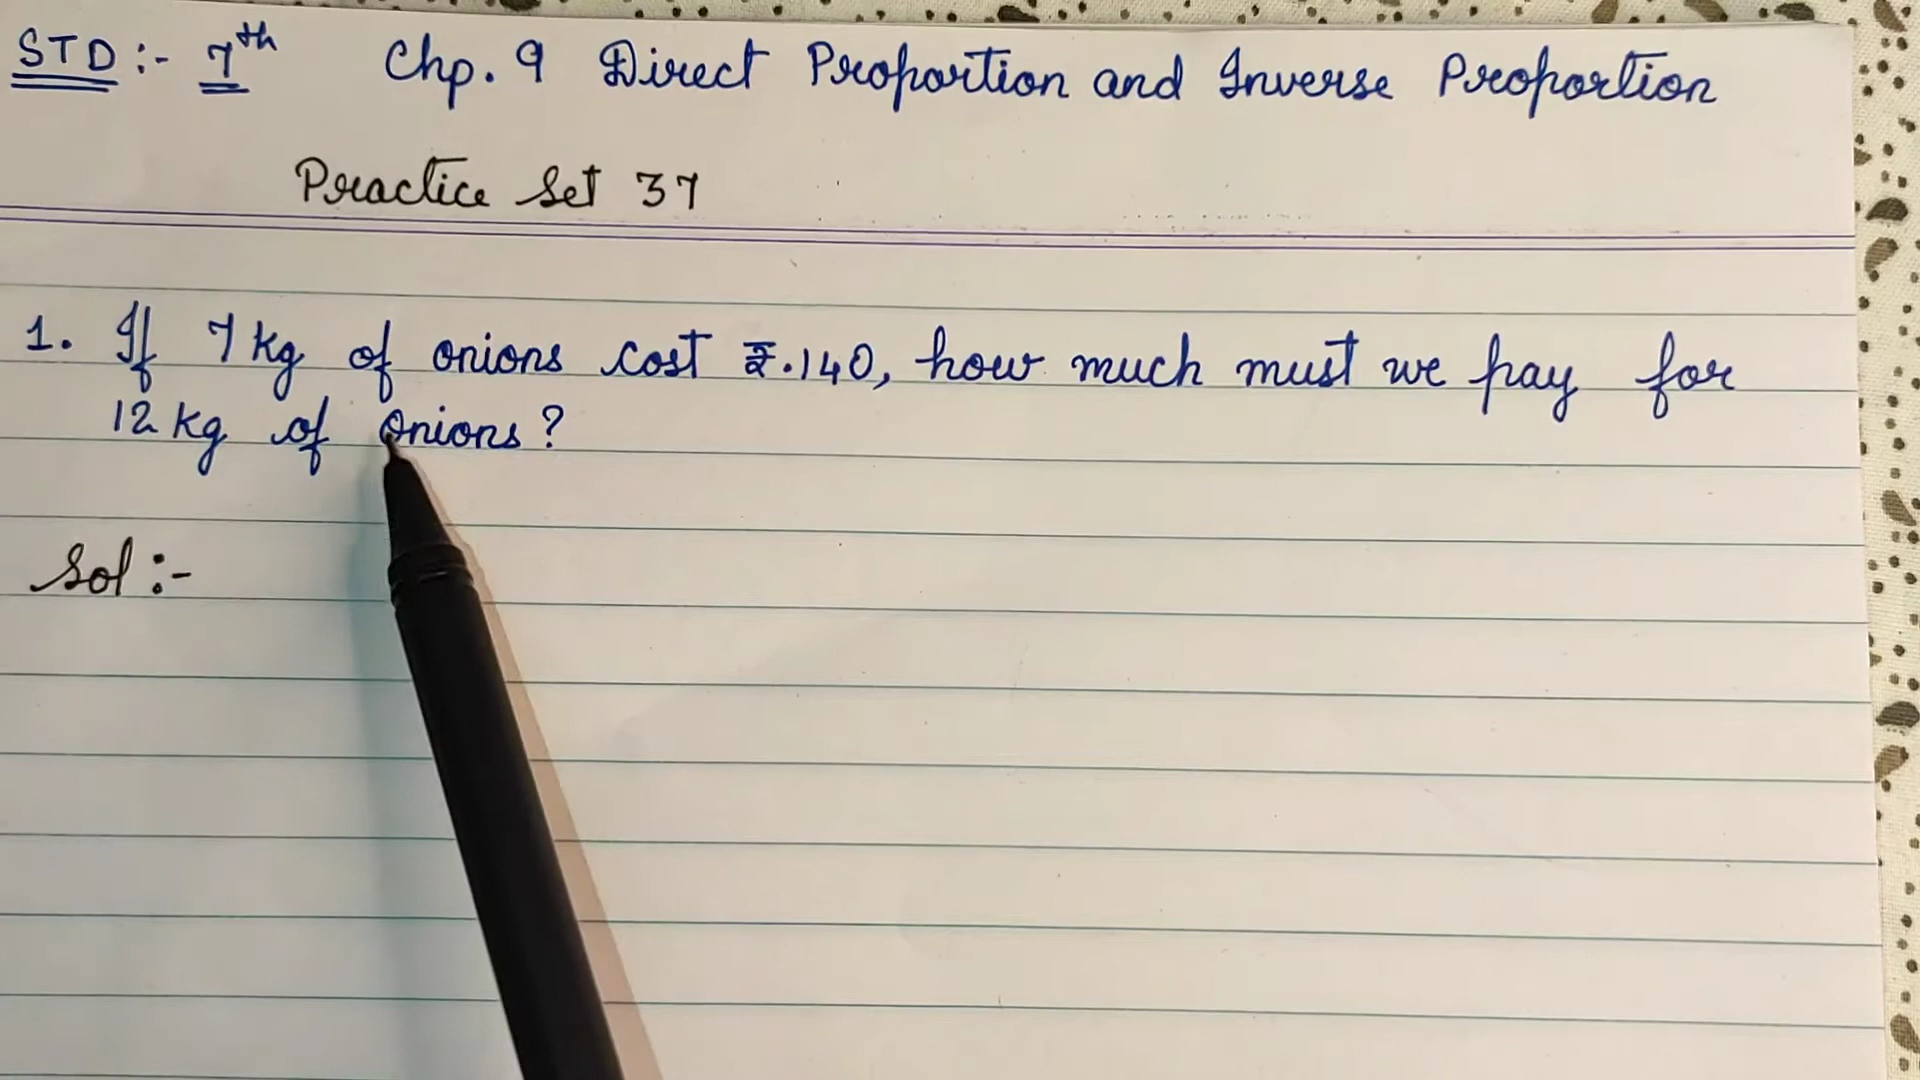 STD :- 7th Chp. 9 Direct Proportion and Inverse Proportion
Practice Set 37
1. If 7 kg of onions cost ₹.140, how much must we pay for
12 kg of onions?
Sol :-